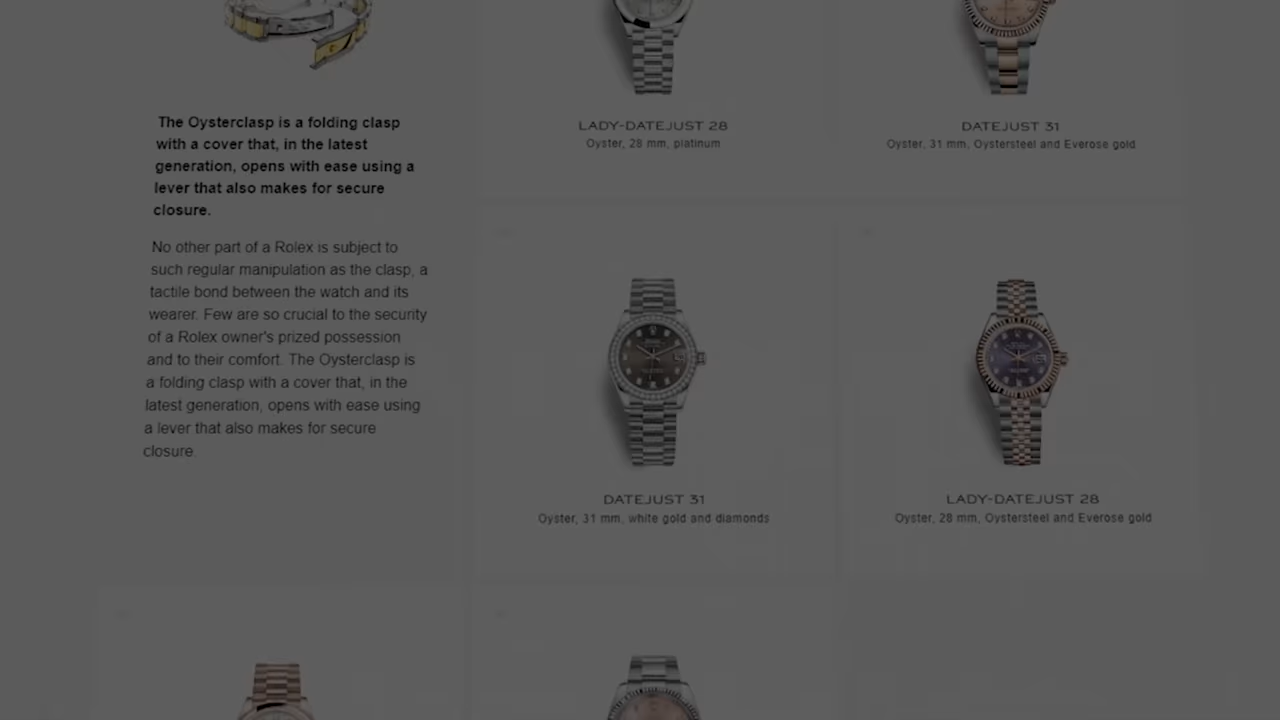 The Oysterclasp is a folding clasp
with a cover that, in the latest
generation, opens with ease using a
lever that also makes for secure
closure.
No other part of a Rolex is subject to
such regular manipulation as the clasp, a
tactile bond between the watch and its
wearer. Few are so crucial to the security
of a Rolex owner's prized possession
and to their comfort. The Oysterclasp is
a folding clasp with a cover that, in the
latest generation, opens with ease using
a lever that also makes for secure
closure.
LADY-DATEJUST 28
Oyster, 28 mm, platinum
DATEJUST 31
Oyster, 31 mm, Oystersteel and Everose gold
DATEJUST 31
Oyster, 31 mm, white gold and diamonds
LADY-DATEJUST 28
Oyster, 28 mm, Oystersteel and Everose gold